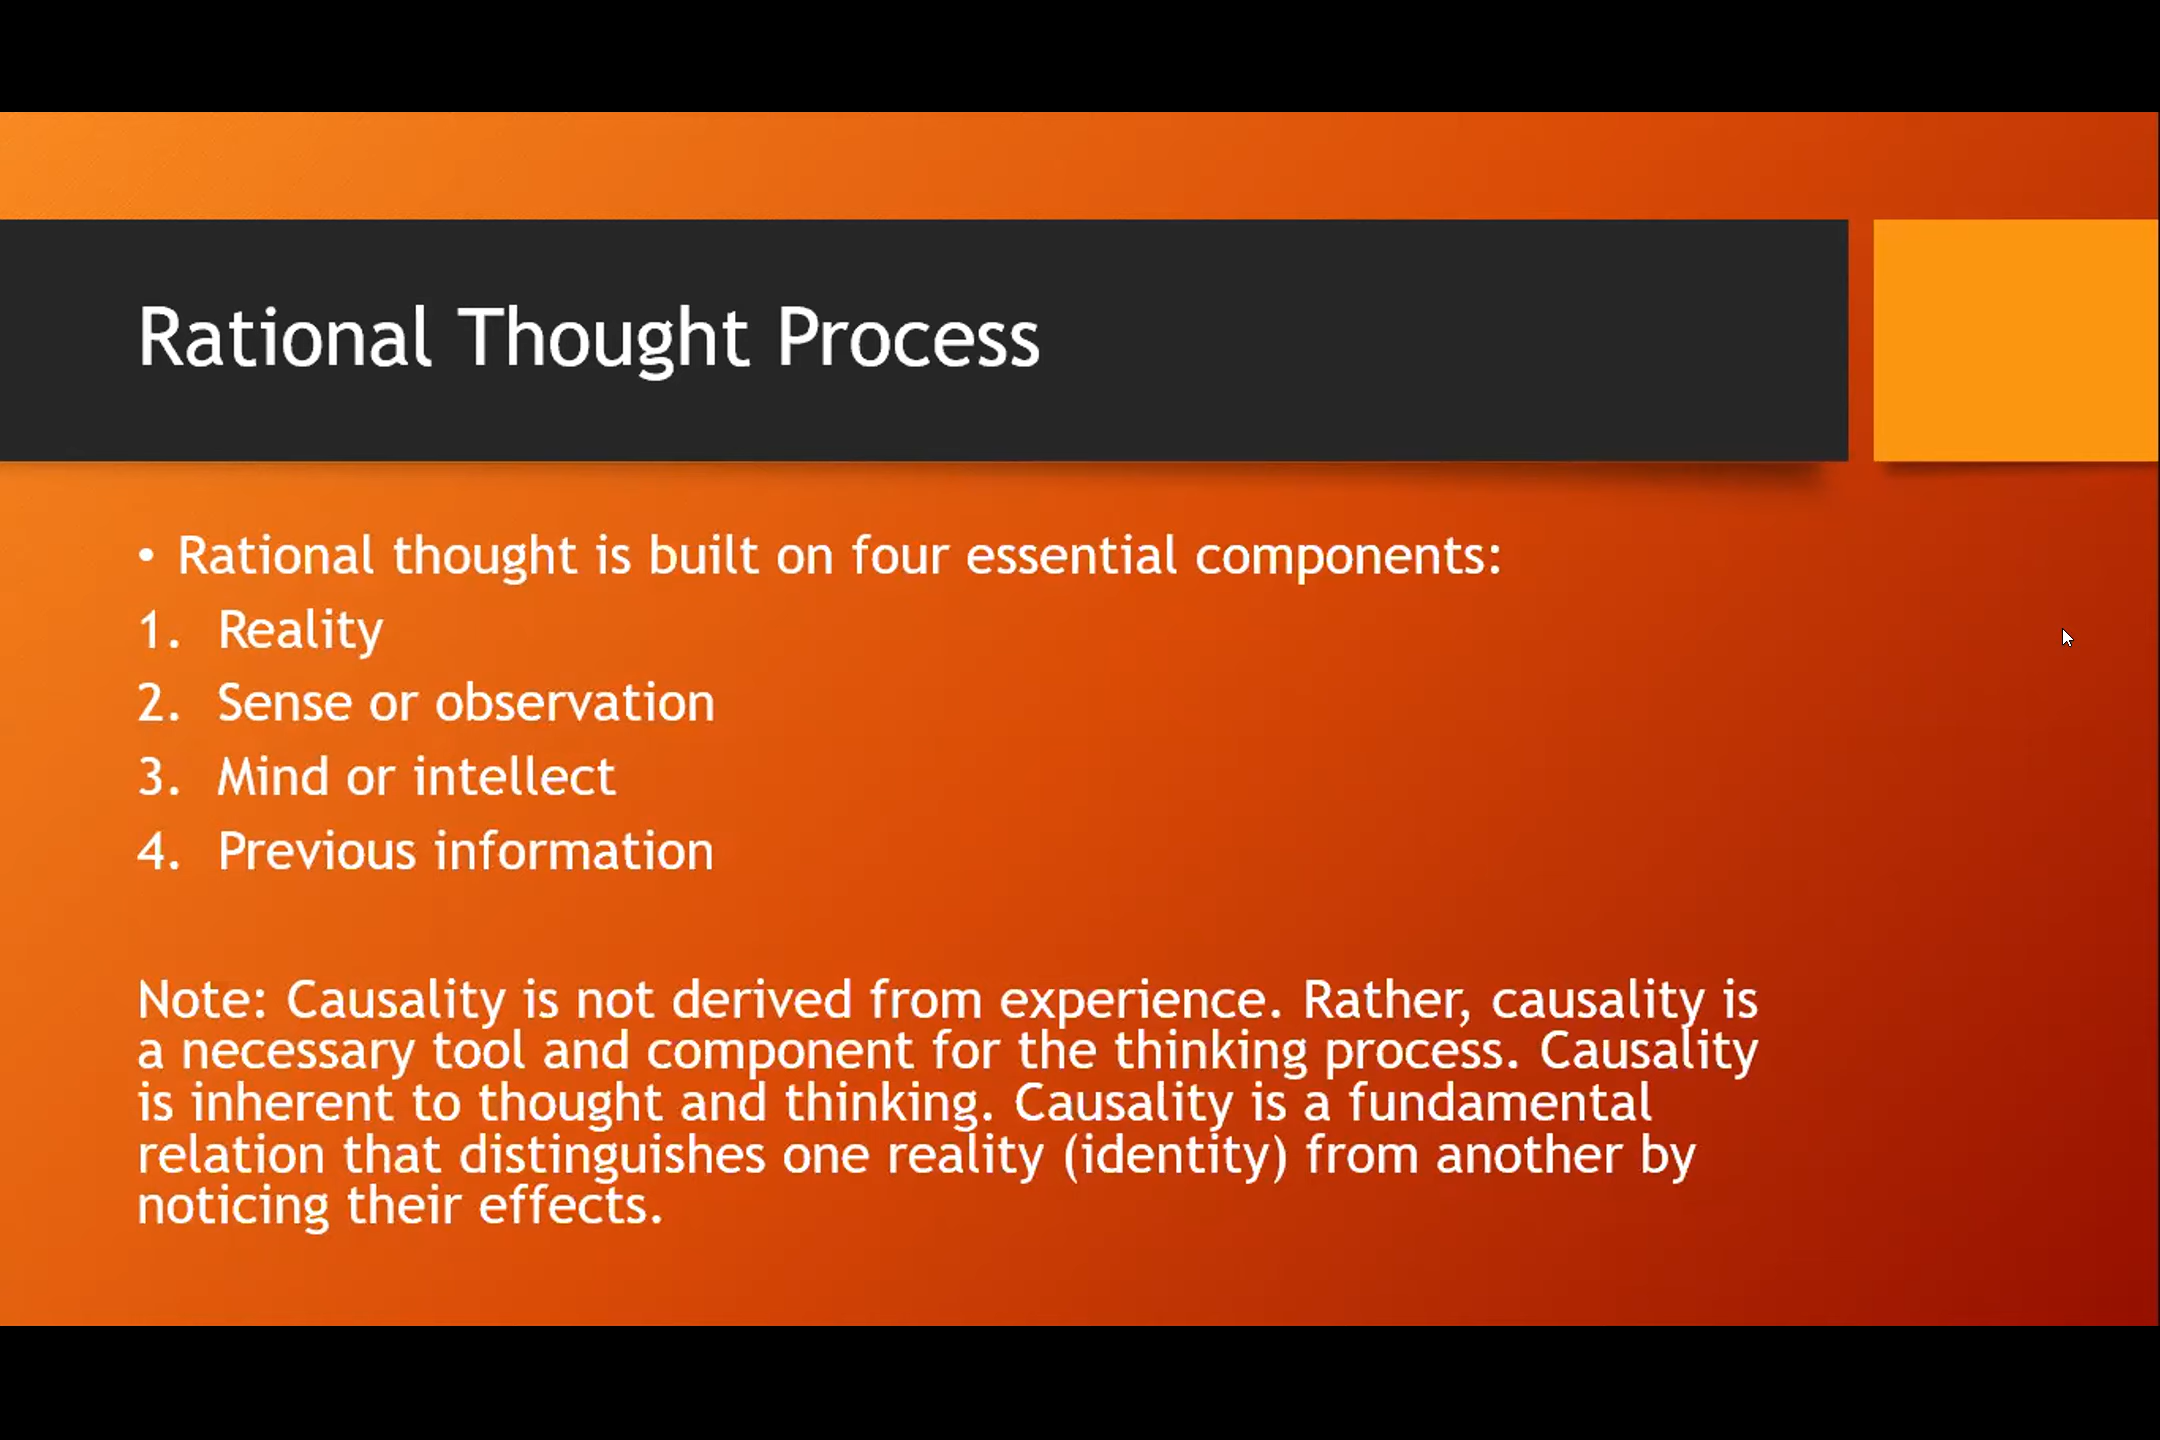 Rational Thought Process
• Rational thought is built on four essential components:
1. Reality
2. Sense or observation
3. Mind or intellect
4. Previous information
Note: Causality is not derived from experience. Rather, causality is
a necessary tool and component for the thinking process. Causality
is inherent to thought and thinking. Causality is a fundamental
relation that distinguishes one reality (identity) from another by
noticing their effects.